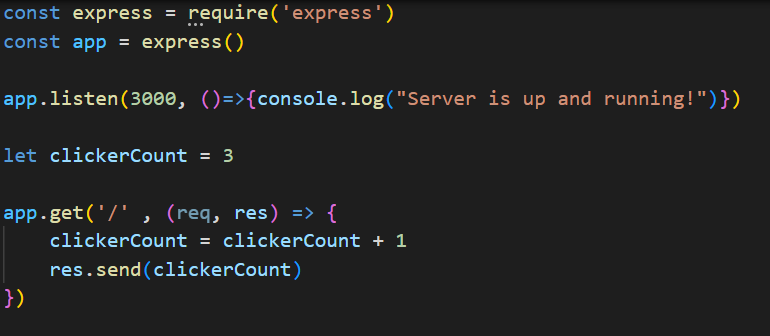 const express = require('express')
const app = express()
app.listen(3000, ()=>{console.log("Server is up and running!")})
let clickerCount = 3
app.get('/' , (req, res) => {
    clickerCount = clickerCount + 1
    res.send(clickerCount)
})